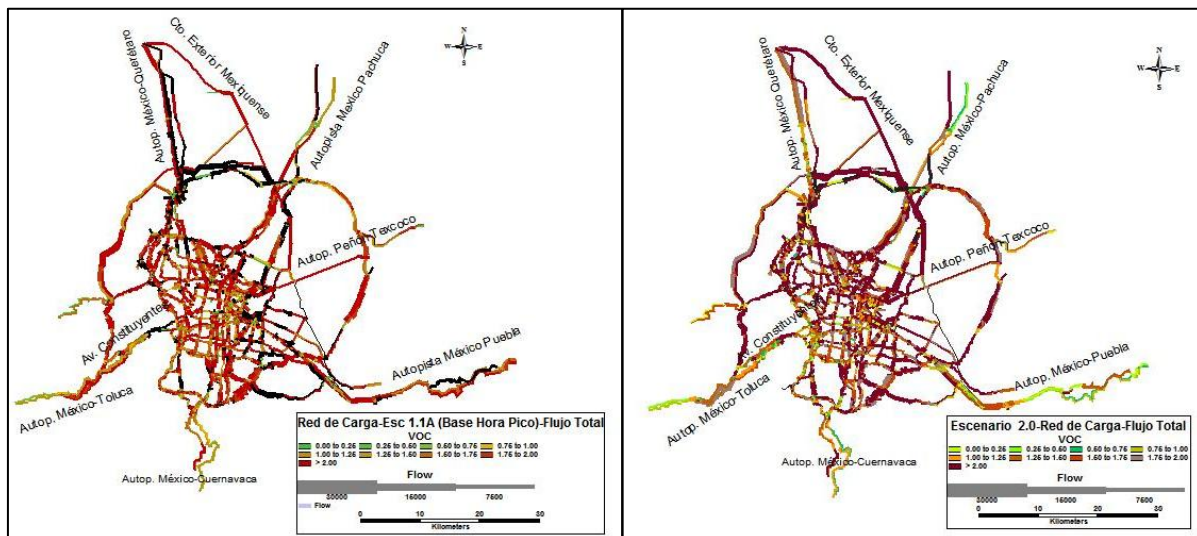 N
W E
S
Autop. México-Querétaro
Cto. Exterior Mexiquense
Autopista México Pachuca
Autop. Peñón-Texcoco
Av. Constituyentes
Autopista México Puebla
Autop. México-Toluca
Autop. México-Cuernavaca
Red de Carga-Esc 1.1A (Base Hora Pico)-Flujo Total
VOC
0.00 to 0.25 0.25 to 0.50 0.50 to 0.75 0.75 to 1.00
1.00 to 1.25 1.25 to 1.50 1.50 to 1.75 1.75 to 2.00
> 2.00
Flow
30000 16000 7500
Flow
0 10 20 30
Kilometers
N
W E
S
Autop. México Querétaro
Cto. Exterior Mexiquense
Autop. México-Pachuca
Autop. Peñón-Texcoco
Av. Constituyentes
Autop. México-Puebla
Autop. México-Toluca
Autop. México-Cuernavaca
Escenario 2.0-Red de Carga-Flujo Total
VOC
0.00 to 0.25 0.25 to 0.50 0.50 to 0.75 0.75 to 1.00
1.00 to 1.25 1.25 to 1.50 1.50 to 1.75 1.75 to 2.00
> 2.00
Flow
30000 16000 7500
0 10 20 30
Kilometers